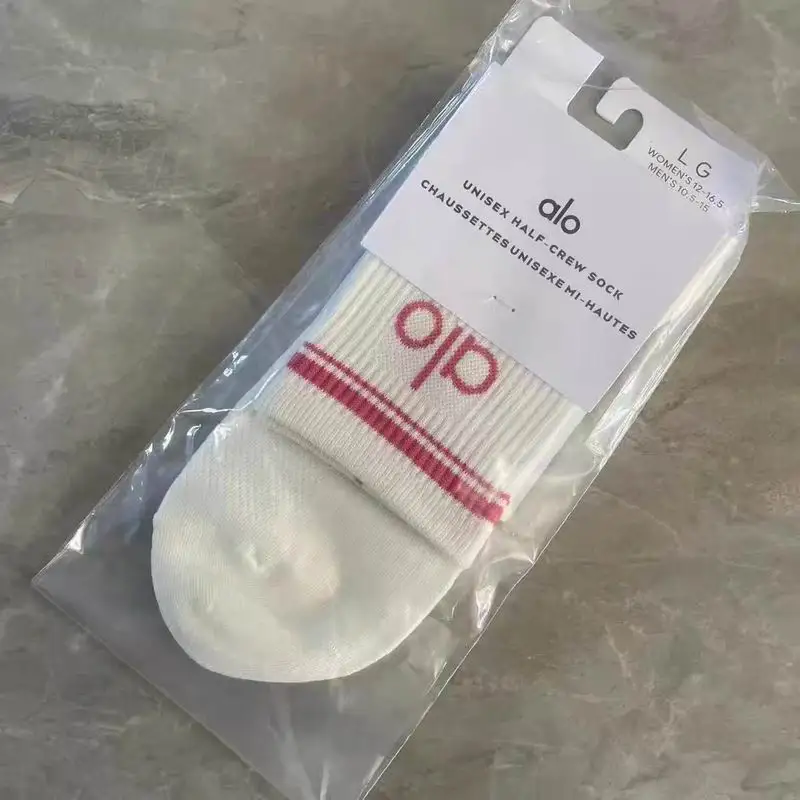 L G
WOMEN'S 12-16.5
MEN'S 10.5-15
alo
UNISEX HALF-CREW SOCK
CHAUSSETTES UNISEXE MI-HAUTES
alo